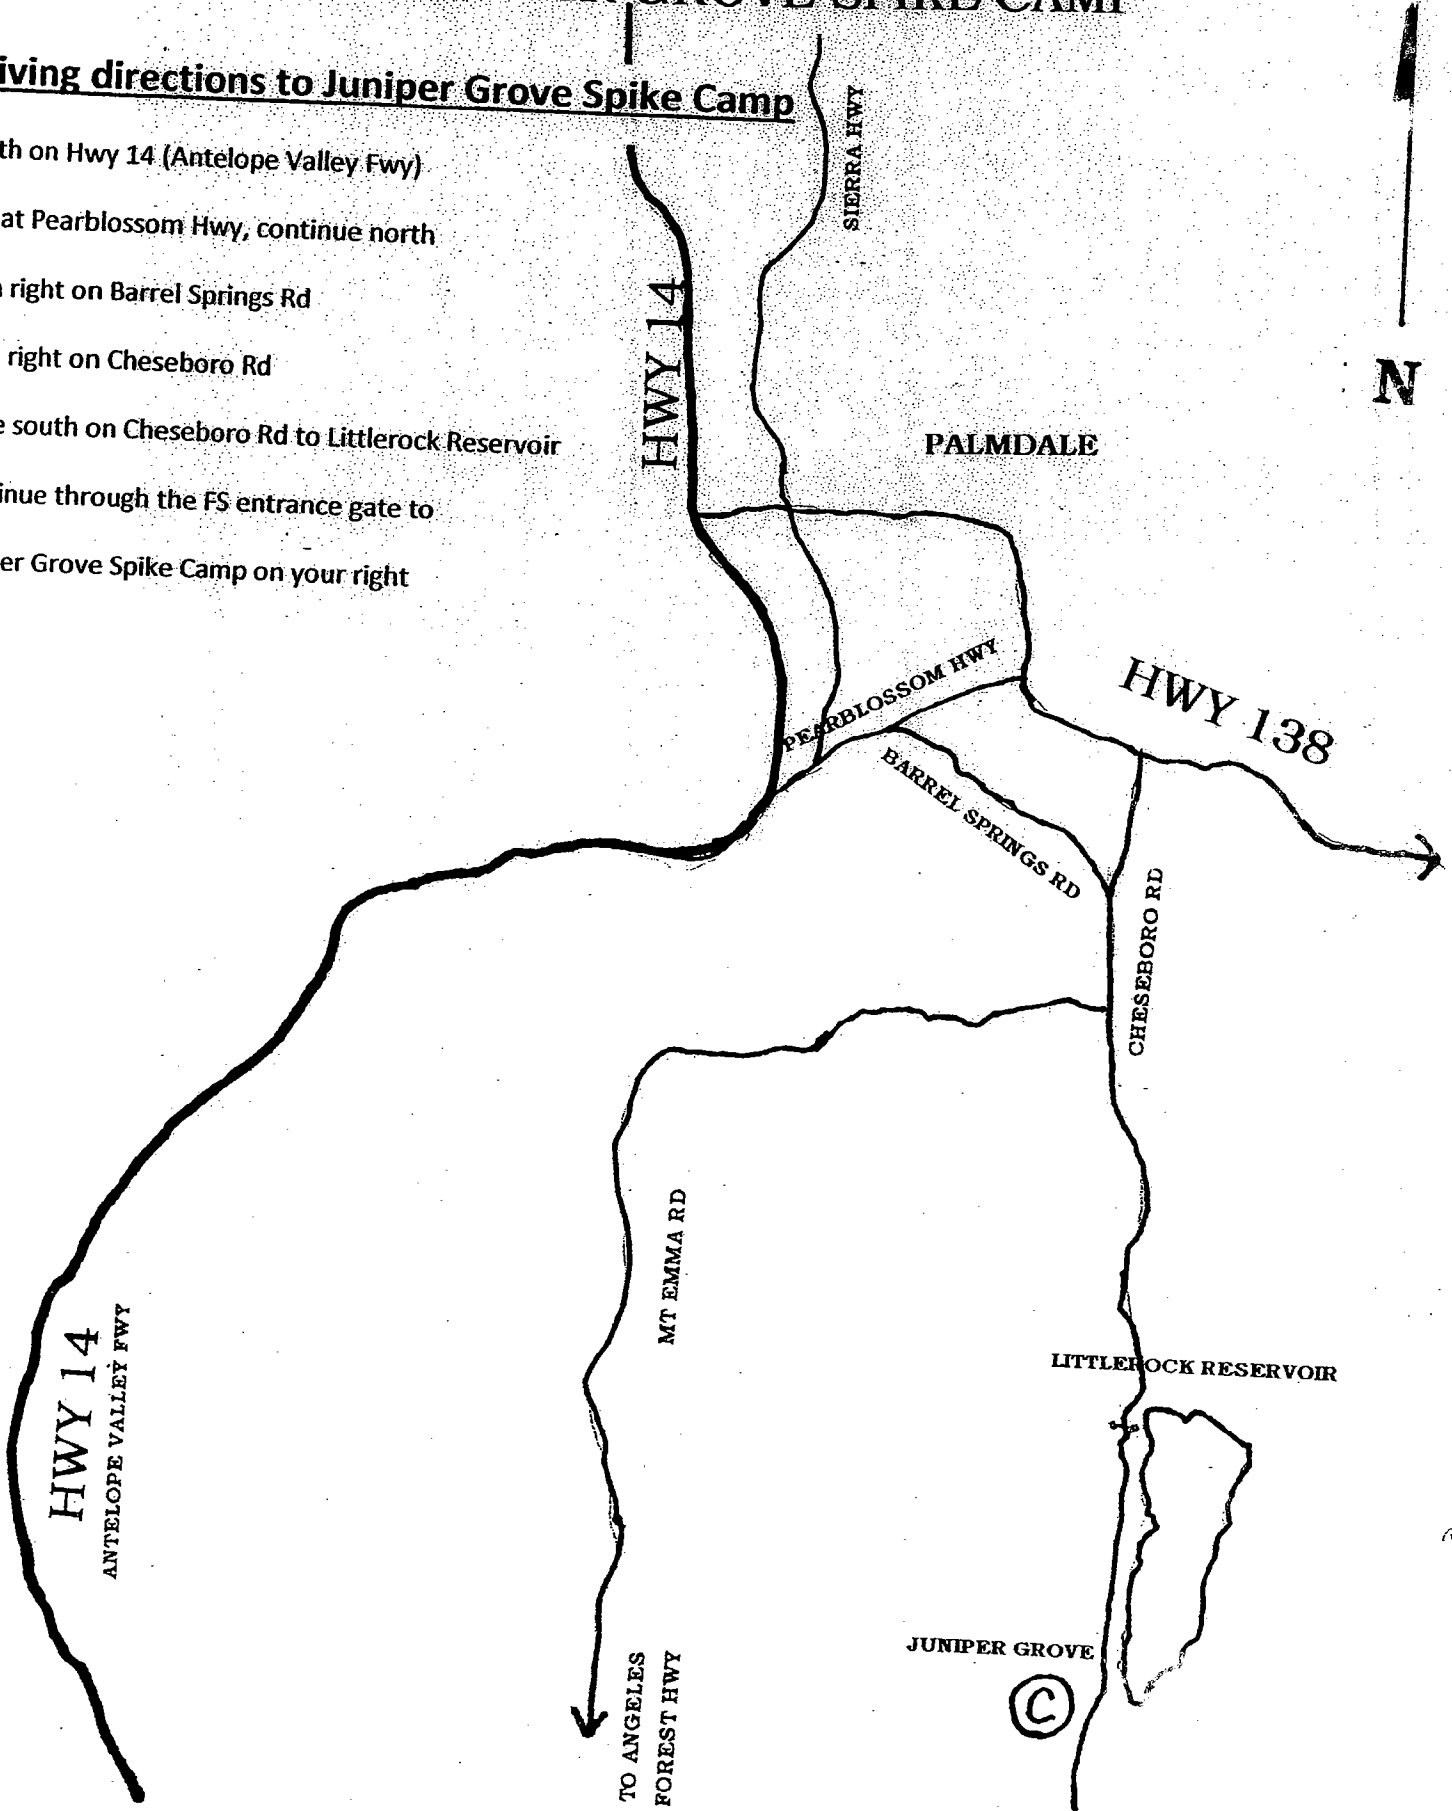 GROVE SPIKE CAMP
iving directions to Juniper Grove Spike Camp
th on Hwy 14 (Antelope Valley Fwy)
at Pearblossom Hwy, continue north
right on Barrel Springs Rd
right on Cheseboro Rd
e south on Cheseboro Rd to Littlerock Reservoir
inue through the FS entrance gate to
er Grove Spike Camp on your right
SIERRA HWY
HWY 14
N
PALMDALE
PEARBLOSSOM HWY
HWY 138
BARREL SPRINGS RD
CHESEBORO RD
MT EMMA RD
HWY 14
ANTELOPE VALLEY FWY
LITTLEROCK RESERVOIR
JUNIPER GROVE
C
TO ANGELES
FOREST HWY